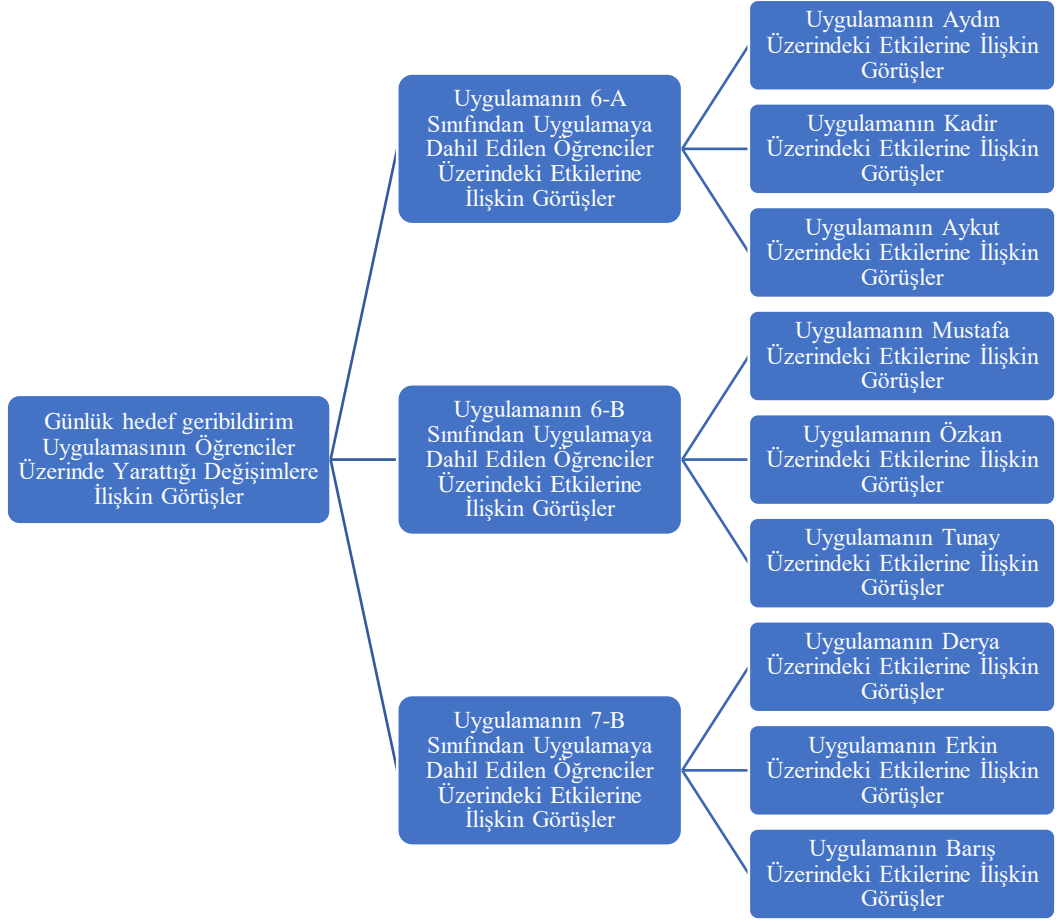 Günlük hedef geribildirim
Uygulamasının Öğrenciler
Üzerinde Yarattığı Değişimlere
İlişkin Görüşler
Uygulamanın 6-A
Sınıfından Uygulamaya
Dahil Edilen Öğrenciler
Üzerindeki Etkilerine
İlişkin Görüşler
Uygulamanın Aydın
Üzerindeki Etkilerine İlişkin
Görüşler
Uygulamanın Kadir
Üzerindeki Etkilerine İlişkin
Görüşler
Uygulamanın Aykut
Üzerindeki Etkilerine İlişkin
Görüşler
Uygulamanın 6-B
Sınıfından Uygulamaya
Dahil Edilen Öğrenciler
Üzerindeki Etkilerine
İlişkin Görüşler
Uygulamanın Mustafa
Üzerindeki Etkilerine İlişkin
Görüşler
Uygulamanın Özkan
Üzerindeki Etkilerine İlişkin
Görüşler
Uygulamanın Tunay
Üzerindeki Etkilerine İlişkin
Görüşler
Uygulamanın 7-B
Sınıfından Uygulamaya
Dahil Edilen Öğrenciler
Üzerindeki Etkilerine
İlişkin Görüşler
Uygulamanın Derya
Üzerindeki Etkilerine İlişkin
Görüşler
Uygulamanın Erkin
Üzerindeki Etkilerine İlişkin
Görüşler
Uygulamanın Barış
Üzerindeki Etkilerine İlişkin
Görüşler